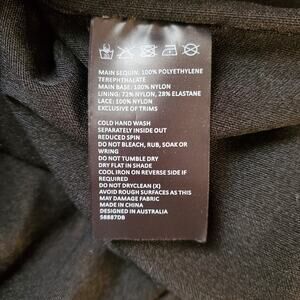 MAIN SEQUIN: 100% POLYETHYLENE
TEREPHTHALATE
MAIN BASE: 100% NYLON
LINING: 72% NYLON, 28% ELASTANE
LACE: 100% NYLON
EXCLUSIVE OF TRIMS
COLD HAND WASH
SEPARATELY INSIDE OUT
REDUCED SPIN
DO NOT BLEACH, RUB, SOAK OR
WRING
DO NOT TUMBLE DRY
DRY FLAT IN SHADE
COOL IRON ON REVERSE SIDE IF
REQUIRED
DO NOT DRYCLEAN (X)
AVOID ROUGH SURFACES AS THIS
MAY DAMAGE FABRIC
MADE IN CHINA
DESIGNED IN AUSTRALIA
58887DB